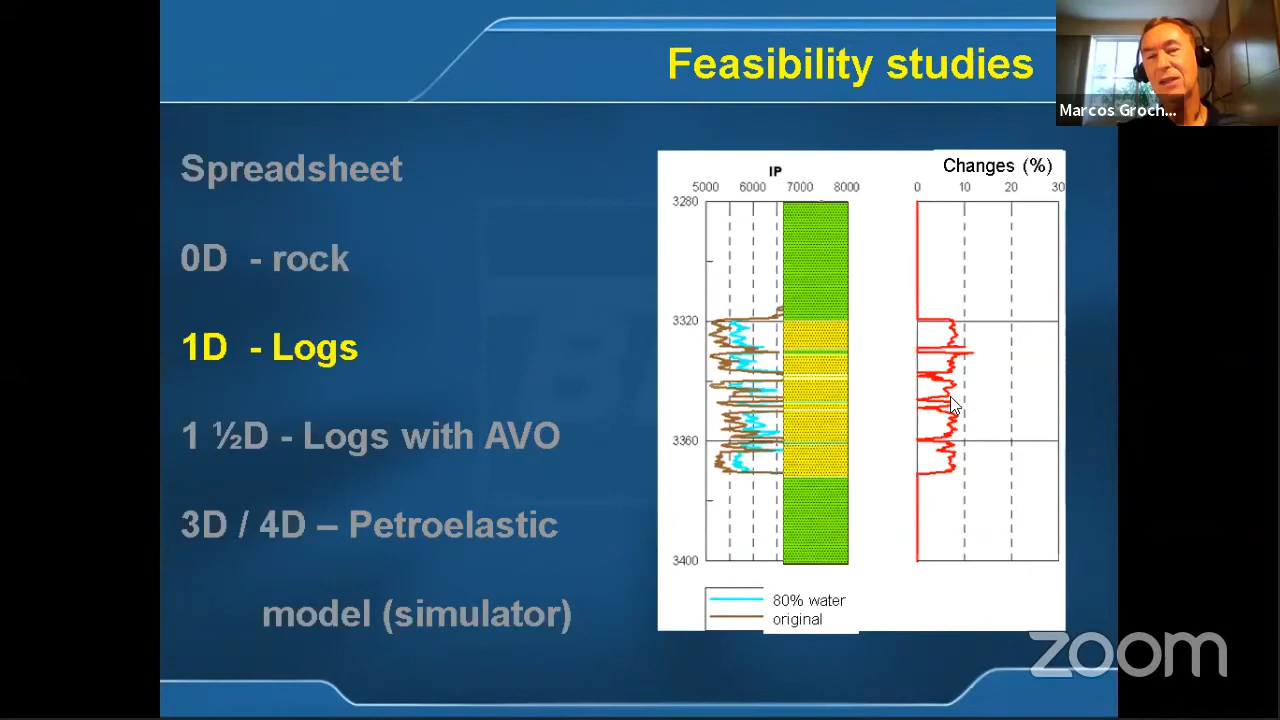 Feasibility studies
Marcos Groch...
Spreadsheet
0D - rock
1D - Logs
1 ½D - Logs with AVO
3D / 4D – Petroelastic
model (simulator)
IP
5000 6000 7000 8000
Changes (%)
0 10 20 30
3280
3320
3360
3400
80% water
original
zoom